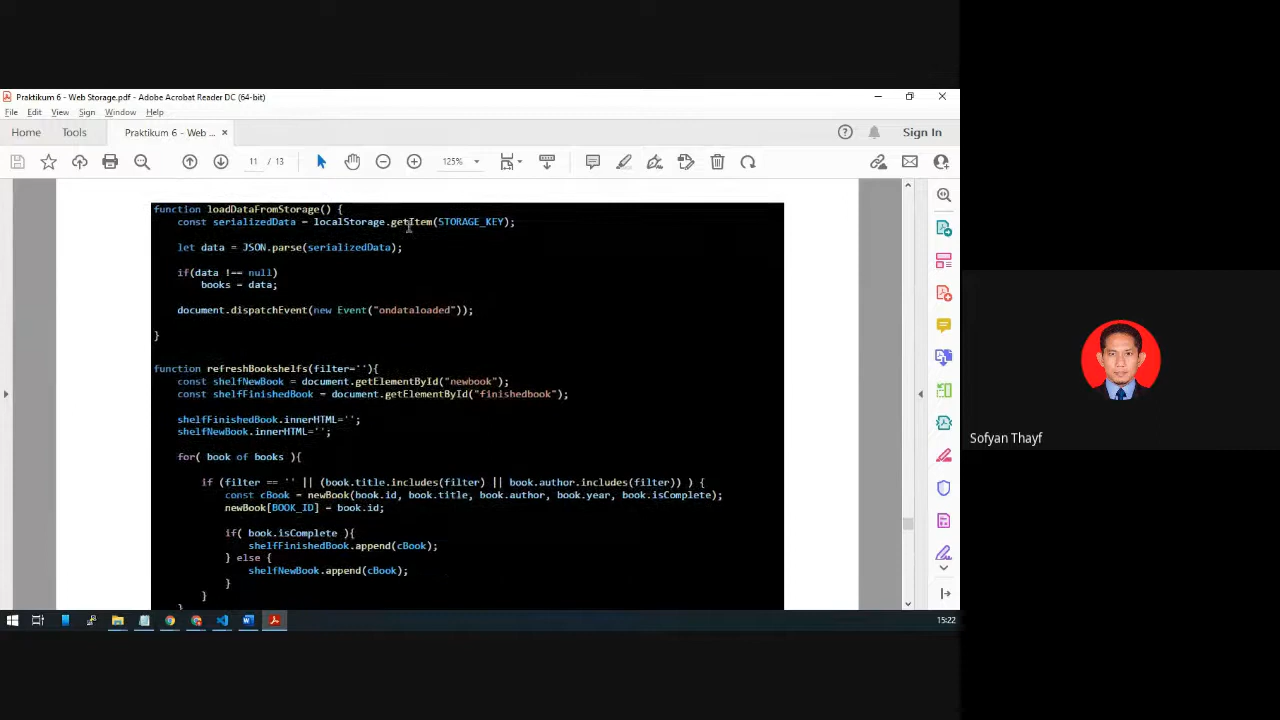 Praktikum 6 - Web Storage.pdf - Adobe Acrobat Reader DC (64-bit)
File Edit View Sign Window Help
Home Tools Praktikum 6 - Web ... × Sign In
11 / 13 125%
function loadDataFromStorage() {
const serializedData = localStorage.getItem(STORAGE_KEY);
let data = JSON.parse(serializedData);
if(data !== null)
books = data;
document.dispatchEvent(new Event("ondataloaded"));
}
function refreshBookshelfs(filter=''){
const shelfNewBook = document.getElementById("newbook");
const shelfFinishedBook = document.getElementById("finishedbook");
shelfFinishedBook.innerHTML='';
shelfNewBook.innerHTML='';
for( book of books ){
if (filter == '' || (book.title.includes(filter) || book.author.includes(filter)) ) {
const cBook = newBook(book.id, book.title, book.author, book.year, book.isComplete);
newBook[BOOK_ID] = book.id;
if( book.isComplete ){
shelfFinishedBook.append(cBook);
} else {
shelfNewBook.append(cBook);
}
}
}
Sofyan Thayf
15:22